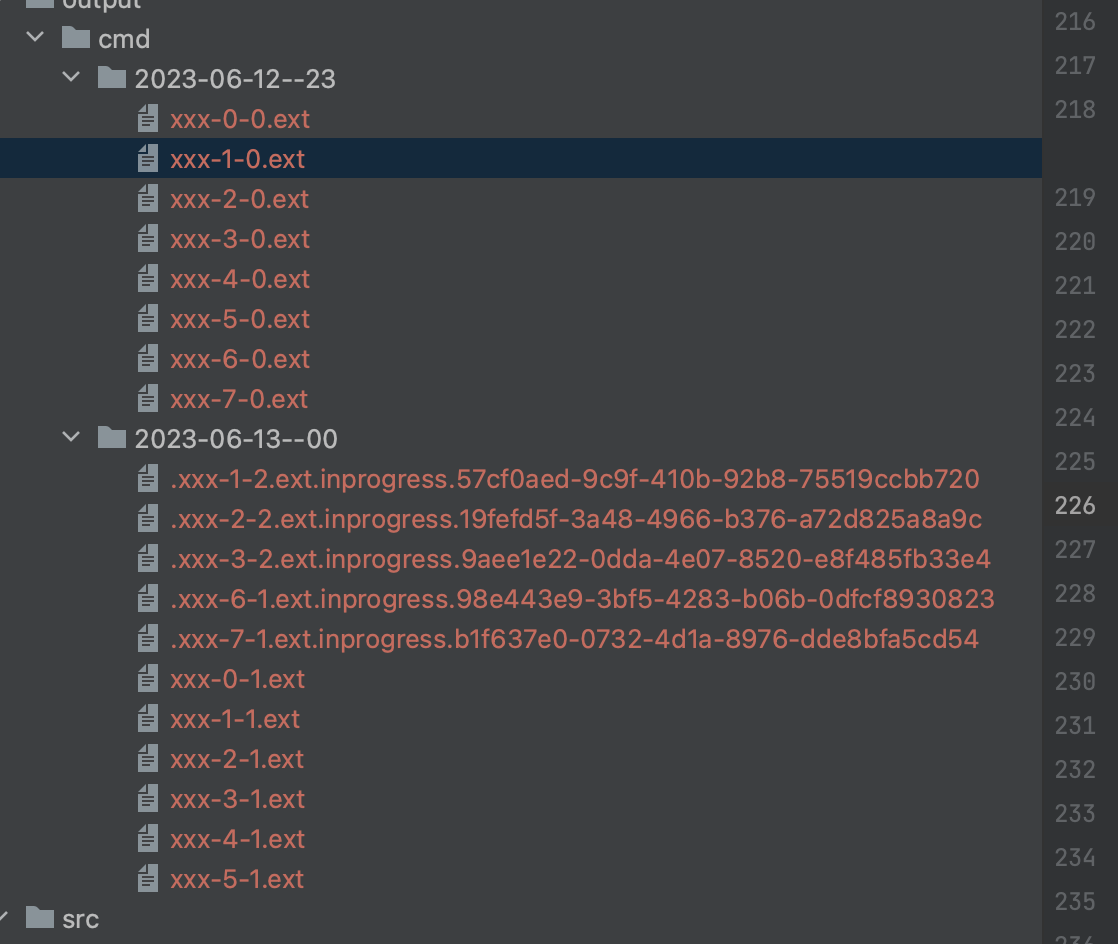 output
cmd
2023-06-12--23
xxx-0-0.ext
xxx-1-0.ext
xxx-2-0.ext
xxx-3-0.ext
xxx-4-0.ext
xxx-5-0.ext
xxx-6-0.ext
xxx-7-0.ext
2023-06-13--00
.xxx-1-2.ext.inprogress.57cf0aed-9c9f-410b-92b8-75519ccbb720
.xxx-2-2.ext.inprogress.19fefd5f-3a48-4966-b376-a72d825a8a9c
.xxx-3-2.ext.inprogress.9aee1e22-0dda-4e07-8520-e8f485fb33e4
.xxx-6-1.ext.inprogress.98e443e9-3bf5-4283-b06b-0dfcf8930823
.xxx-7-1.ext.inprogress.b1f637e0-0732-4d1a-8976-dde8bfa5cd54
xxx-0-1.ext
xxx-1-1.ext
xxx-2-1.ext
xxx-3-1.ext
xxx-4-1.ext
xxx-5-1.ext
src
216
217
218
219
220
221
222
223
224
225
226
227
228
229
230
231
232
233
234
235
236